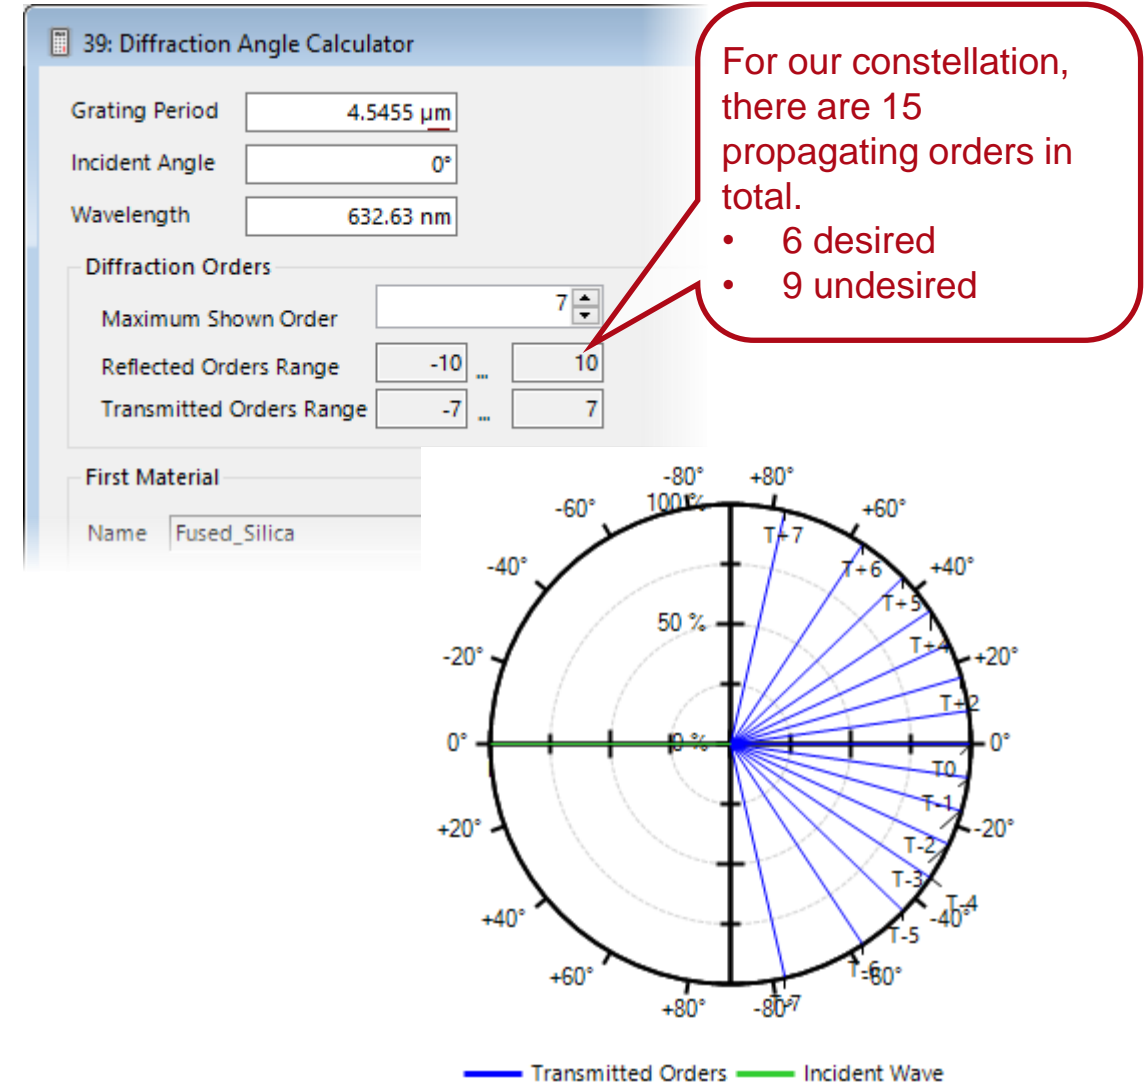 39: Diffraction Angle Calculator
Grating Period 4.5455 µm
Incident Angle 0°
Wavelength 632.63 nm
Diffraction Orders
Maximum Shown Order 7
Reflected Orders Range -10 ... 10
Transmitted Orders Range -7 ... 7
First Material
Name Fused_Silica
For our constellation,
there are 15
propagating orders in
total.
• 6 desired
• 9 undesired
-80° +80°
-60° 100 % +60°
T+7
-40° T+6 +40°
T+5
50 %
T+4
-20° +20°
T+2
0° 0 % 0°
T0
T-1
+20° -20°
T-2
T-3
T-4
+40° -40°
T-5
T-6
+60° -60°
+80° -80°
T-7
Transmitted Orders Incident Wave